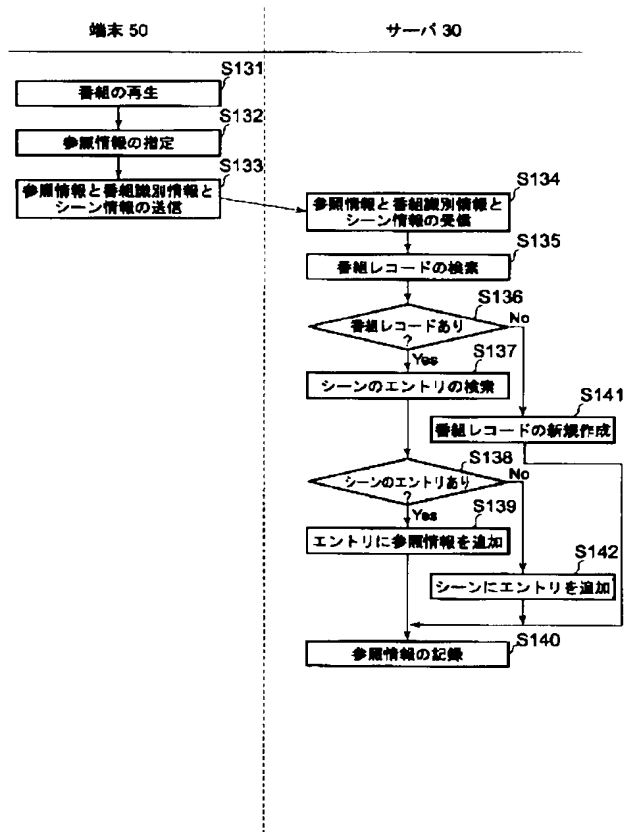 端末 50
サーバ 30
S131
番組の再生
S132
参照情報の指定
S133
参照情報と番組識別情報と
シーン情報の送信
S134
参照情報と番組識別情報と
シーン情報の受信
S135
番組レコードの検索
S136
番組レコードあり
?
No
Yes
S137
シーンのエントリの検索
S141
番組レコードの新規作成
S138
シーンのエントリあり
?
No
Yes
S139
エントリに参照情報を追加
S142
シーンにエントリを追加
S140
参照情報の記録